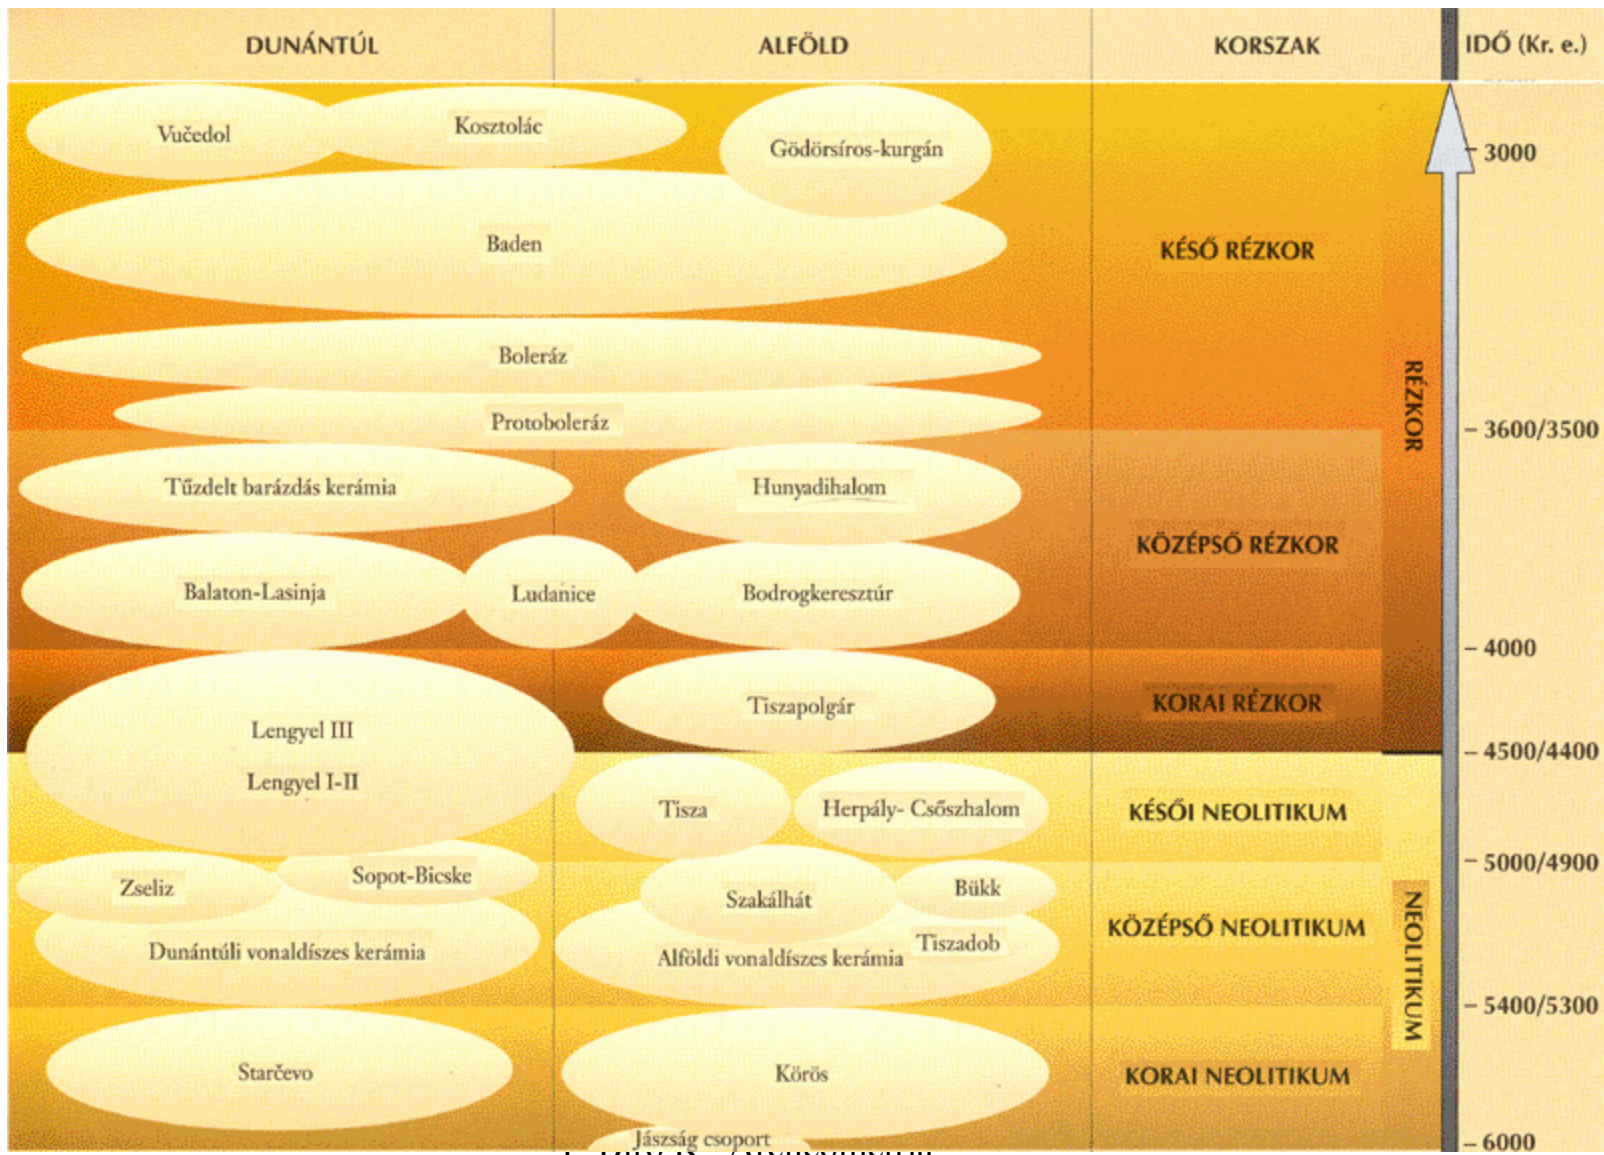 DUNÁNTÚL ALFÖLD KORSZAK IDŐ (Kr. e.)
Vučedol Kosztolác Gödörsíros-kurgán
3000
Baden KÉSŐ RÉZKOR
Boleráz
RÉZKOR
Protoboleráz 3600/3500
Tűzdelt barázdás kerámia Hunyadihalom
KÖZÉPSŐ RÉZKOR
Balaton-Lasinja Ludanice Bodrogkeresztúr
4000
Tiszapolgár KORAI RÉZKOR
Lengyel III
4500/4400
Lengyel I-II
Tisza Herpály- Csőszhalom KÉSŐI NEOLITIKUM
5000/4900
Zseliz Sopot-Bicske Szakálhát Bükk
NEOLITIKUM
KÖZÉPSŐ NEOLITIKUM
Dunántúli vonaldíszes kerámia Alföldi vonaldíszes kerámia Tiszadob
5400/5300
Starčevo Körös KORAI NEOLITIKUM
Jászság csoport 6000